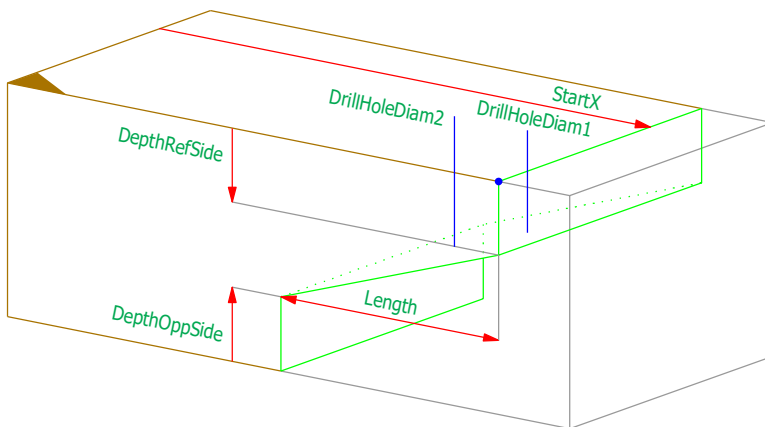 StartX
DrillHoleDiam2
DrillHoleDiam1
DepthRefSide
Length
DepthOppSide